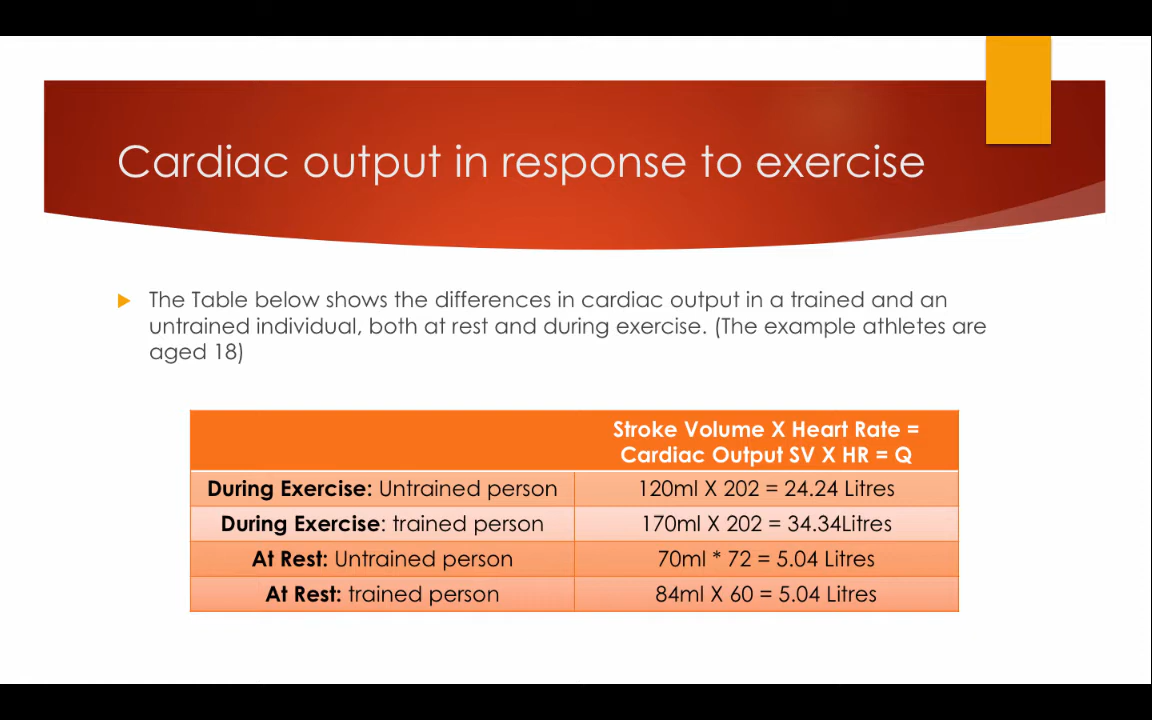 Cardiac output in response to exercise
The Table below shows the differences in cardiac output in a trained and an
untrained individual, both at rest and during exercise. (The example athletes are
aged 18)
Stroke Volume X Heart Rate =
Cardiac Output SV X HR = Q
During Exercise: Untrained person 120ml X 202 = 24.24 Litres
During Exercise: trained person 170ml X 202 = 34.34Litres
At Rest: Untrained person 70ml * 72 = 5.04 Litres
At Rest: trained person 84ml X 60 = 5.04 Litres